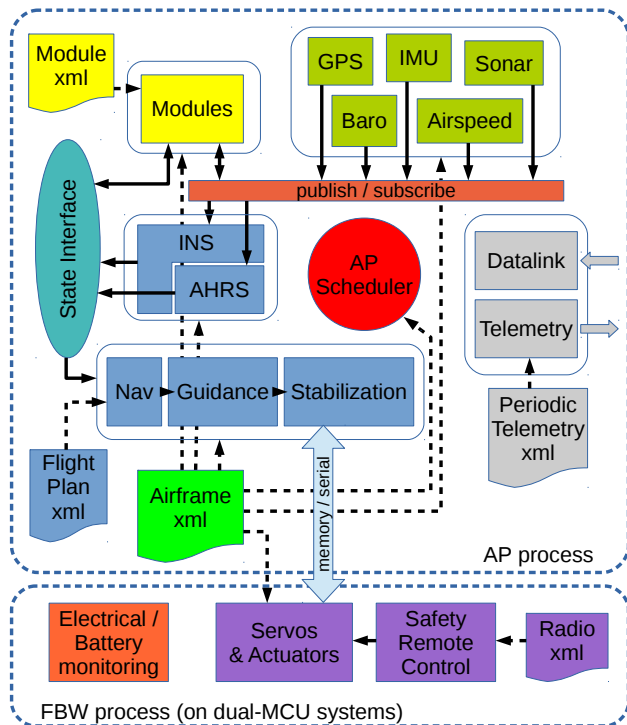 Module
xml
Modules
GPS
IMU
Sonar
Baro
Airspeed
publish / subscribe
State Interface
INS
AHRS
AP
Scheduler
Datalink
Telemetry
Nav
Guidance
Stabilization
Periodic
Telemetry
xml
Flight
Plan
xml
Airframe
xml
memory / serial
AP process
Electrical /
Battery
monitoring
Servos
& Actuators
Safety
Remote
Control
Radio
xml
FBW process (on dual-MCU systems)